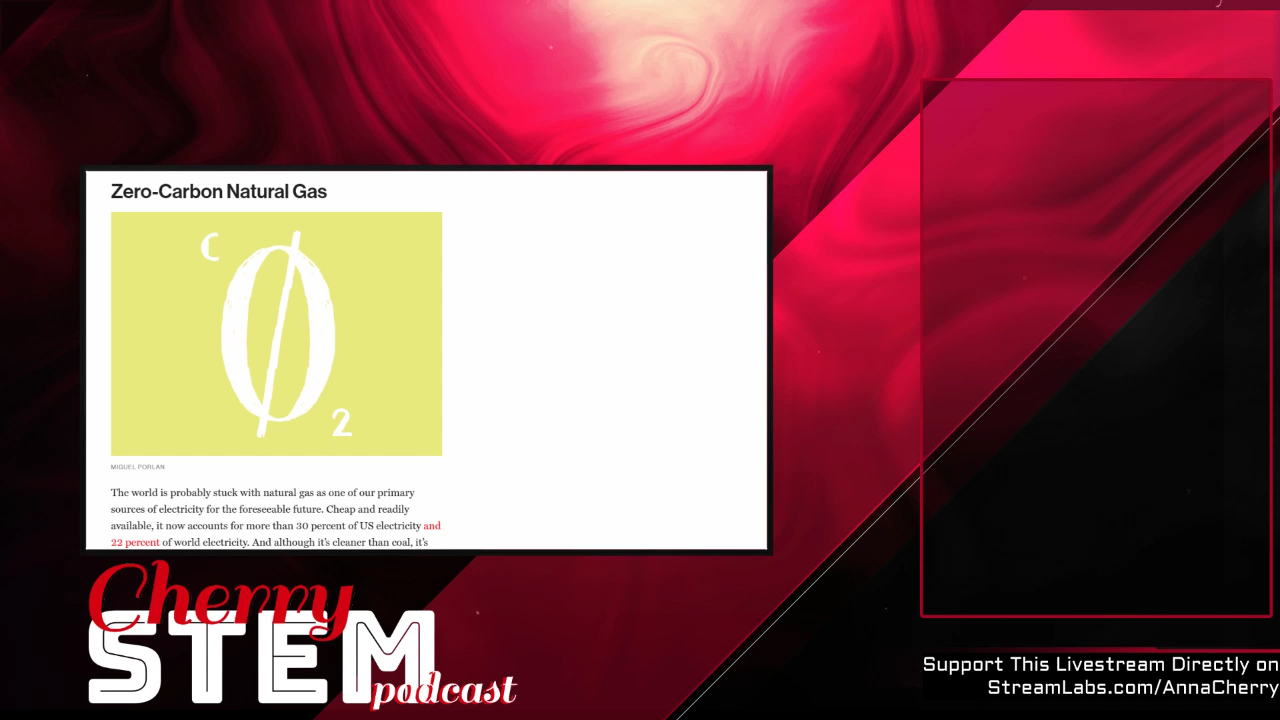 Zero-Carbon Natural Gas
C
0
2
MIGUEL PORLAN
The world is probably stuck with natural gas as one of our primary
sources of electricity for the foreseeable future. Cheap and readily
available, it now accounts for more than 30 percent of US electricity and
22 percent of world electricity. And although it's cleaner than coal, it's
Cherry
STEM
podcast
Support This Livestream Directly on
StreamLabs.com/AnnaCherry